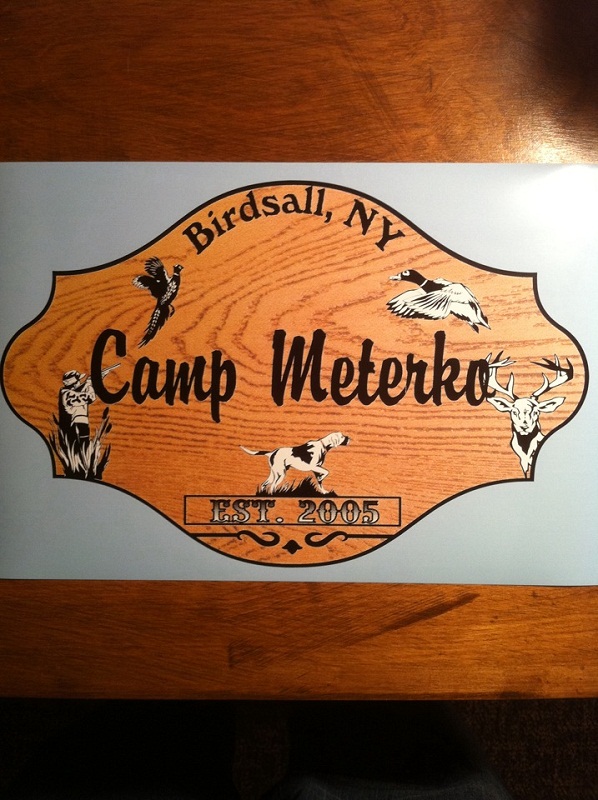 Birdsall, NY
Camp Meterko
EST. 2005